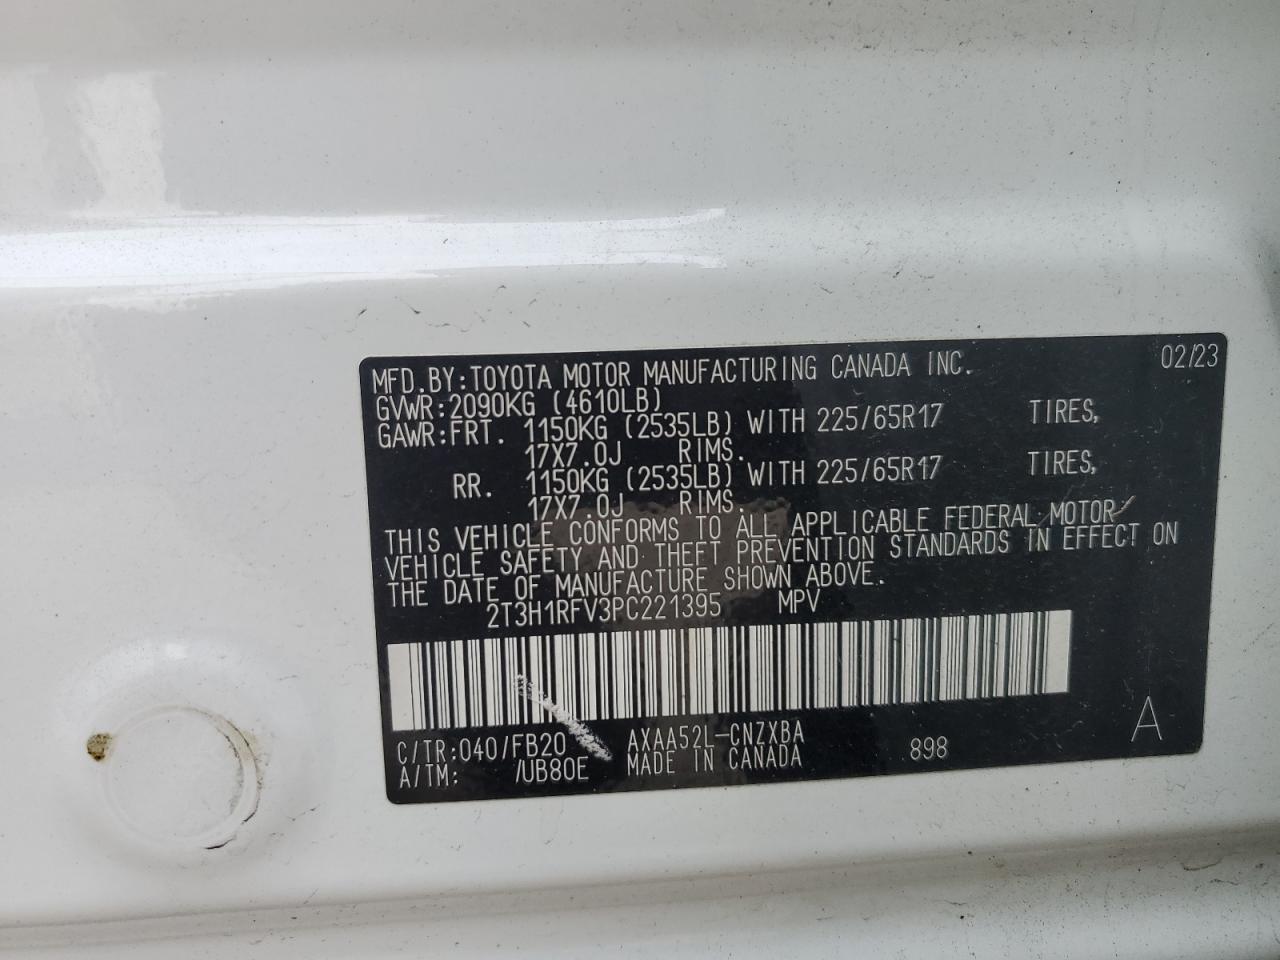 MFD.BY:TOYOTA MOTOR MANUFACTURING CANADA INC. 02/23
GVWR:2090KG (4610LB)
GAWR:FRT. 1150KG (2535LB) WITH 225/65R17 TIRES,
17X7.0J RIMS.
RR. 1150KG (2535LB) WITH 225/65R17 TIRES,
17X7.0J RIMS.
THIS VEHICLE CONFORMS TO ALL APPLICABLE FEDERAL MOTOR
VEHICLE SAFETY AND THEFT PREVENTION STANDARDS IN EFFECT ON
THE DATE OF MANUFACTURE SHOWN ABOVE.
2T3H1RFV3PC221395 MPV
C/TR:040/FB20 AXAA52L-CNZXBA 898 A
A/TM: /UB80E MADE IN CANADA